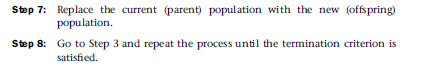 Step 7: Replace the current (parent) population with the new (offspring)
population.
Step 8: Go to Step 3 and repeat the process until the termination criterion is
satisfied.